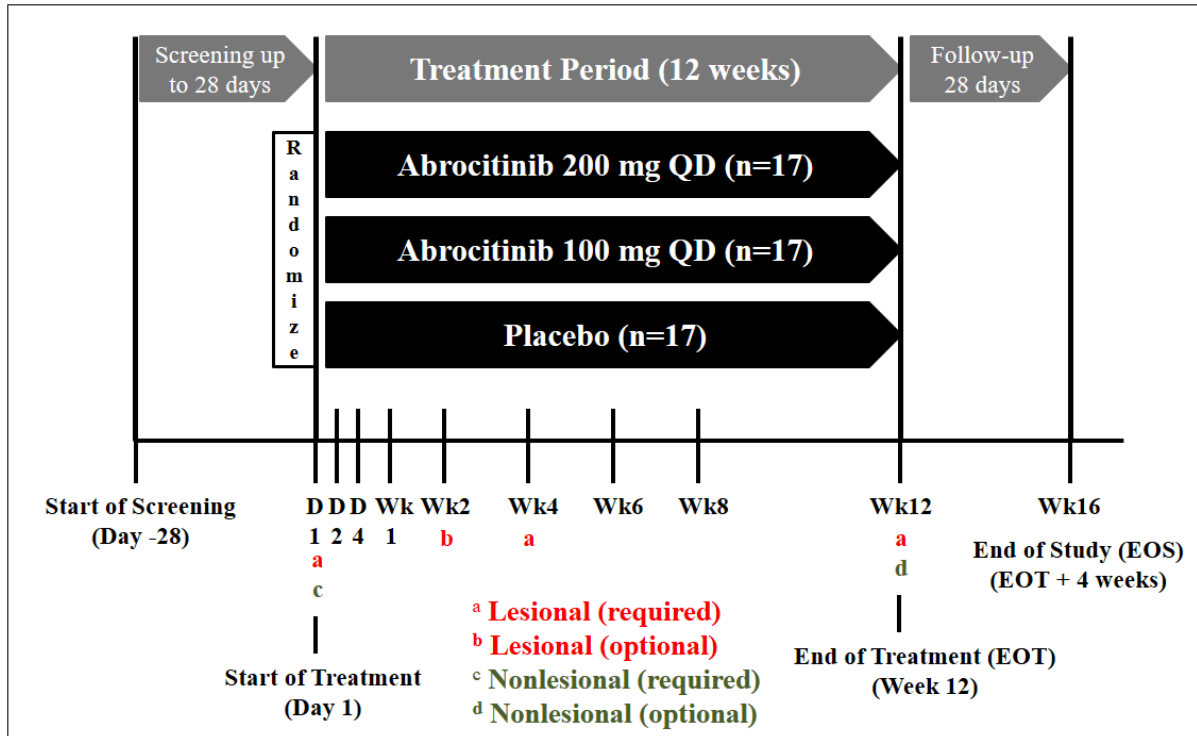 Screening up
to 28 days
Treatment Period (12 weeks)
Follow-up
28 days
Randomize
Abrocitinib 200 mg QD (n=17)
Abrocitinib 100 mg QD (n=17)
Placebo (n=17)
Start of Screening
(Day -28)
D
1
D
2
D
4
Wk
1
Wk2
Wk4
Wk6
Wk8
Wk12
Wk16
a
c
b
a
a
d
End of Study (EOS)
(EOT + 4 weeks)
a Lesional (required)
b Lesional (optional)
c Nonlesional (required)
d Nonlesional (optional)
Start of Treatment
(Day 1)
End of Treatment (EOT)
(Week 12)